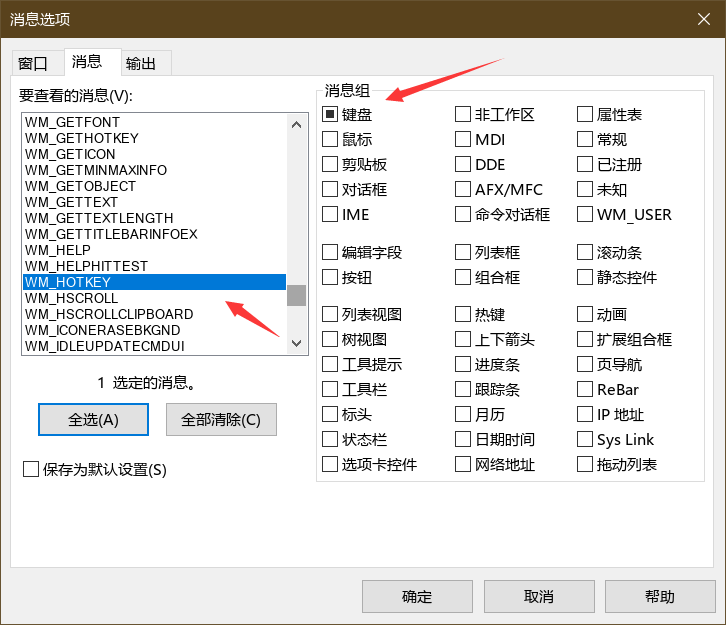 消息选项
窗口
消息
输出
要查看的消息(V):
WM_GETFONT
WM_GETHOTKEY
WM_GETICON
WM_GETMINMAXINFO
WM_GETOBJECT
WM_GETTEXT
WM_GETTEXTLENGTH
WM_GETTITLEBARINFOEX
WM_HELP
WM_HELPHITTEST
WM_HOTKEY
WM_HSCROLL
WM_HSCROLLCLIPBOARD
WM_ICONERASEBKGND
WM_IDLEUPDATECMDUI
1 选定的消息。
全选(A)
全部清除(C)
保存为默认设置(S)
消息组
键盘 非工作区 属性表
鼠标 MDI 常规
剪贴板 DDE 已注册
对话框 AFX/MFC 未知
IME 命令对话框 WM_USER
编辑字段 列表框 滚动条
按钮 组合框 静态控件
列表视图 热键 动画
树视图 上下箭头 扩展组合框
工具提示 进度条 页导航
工具栏 跟踪条 ReBar
标头 月历 IP 地址
状态栏 日期时间 Sys Link
选项卡控件 网络地址 拖动列表
确定
取消
帮助